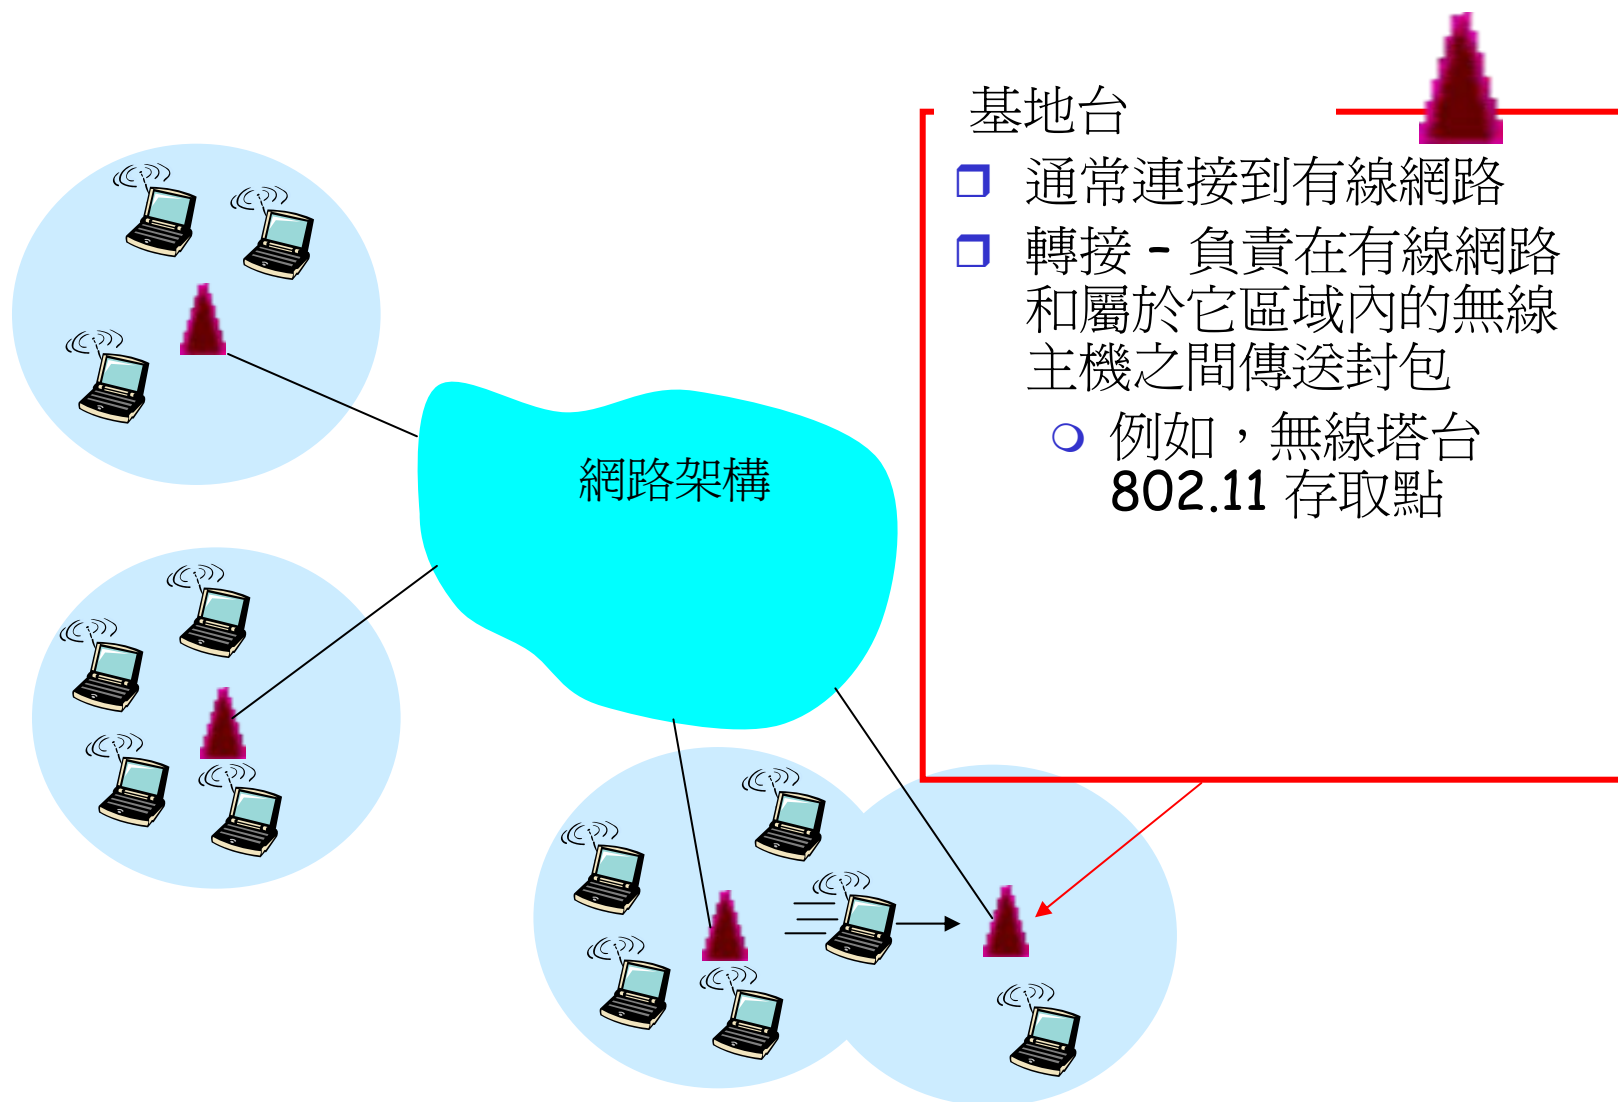 基地台
通常連接到有線網路
轉接 – 負責在有線網路
和屬於它區域內的無線
主機之間傳送封包
例如，無線塔台
802.11 存取點
網路架構